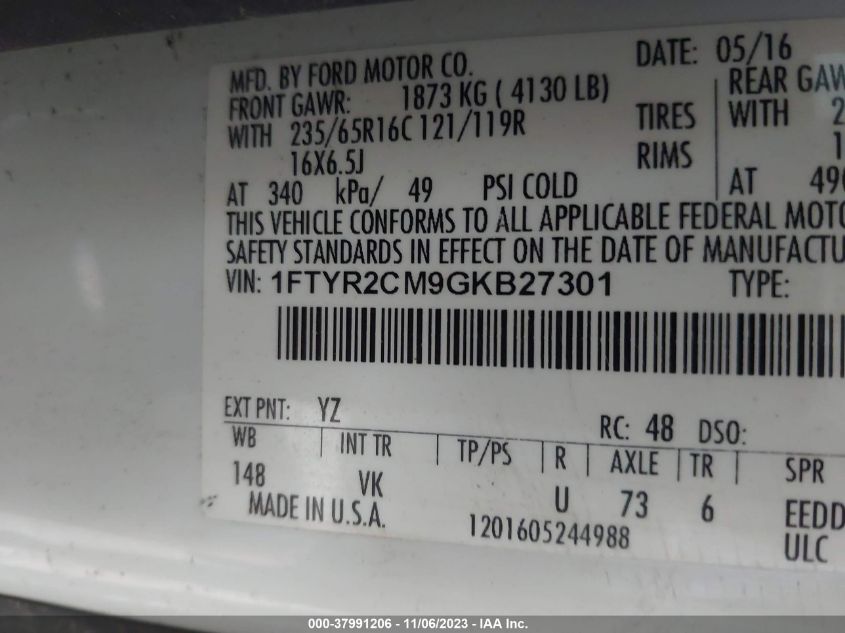 MFD. BY FORD MOTOR CO.
DATE: 05/16
FRONT GAWR: 1873 KG ( 4130 LB)
REAR GAW
WITH 235/65R16C 121/119R
TIRES
WITH 2
16X6.5J
RIMS
1
AT 340 kPa/ 49 PSI COLD
AT 490
THIS VEHICLE CONFORMS TO ALL APPLICABLE FEDERAL MOTO
SAFETY STANDARDS IN EFFECT ON THE DATE OF MANUFACTU
VIN: 1FTYR2CM9GKB27301
TYPE:
EXT PNT: YZ
RC: 48 DSO:
WB INT TR TP/PS R AXLE TR SPR
148 VK U 73 6 EEDD
MADE IN U.S.A.
1201605244988
ULC
000-37991206 - 11/06/2023 - IAA Inc.